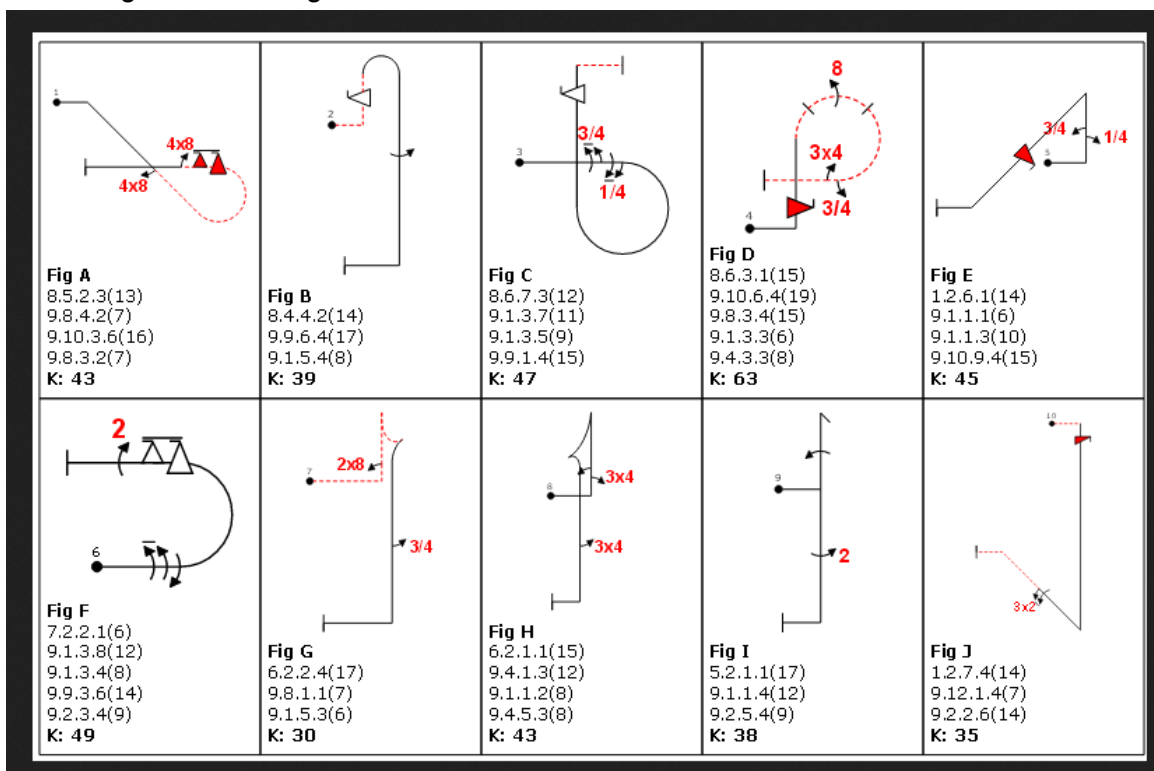 1
4x8
4x8
Fig A
8.5.2.3(13)
9.8.4.2(7)
9.10.3.6(16)
9.8.3.2(7)
K: 43
2
Fig B
8.4.4.2(14)
9.9.6.4(17)
9.1.5.4(8)
K: 39
3/4
3
1/4
Fig C
8.6.7.3(12)
9.1.3.7(11)
9.1.3.5(9)
9.9.1.4(15)
K: 47
8
3x4
3/4
4
Fig D
8.6.3.1(15)
9.10.6.4(19)
9.8.3.4(15)
9.1.3.3(6)
9.4.3.3(8)
K: 63
3/4
1/4
5
Fig E
1.2.6.1(14)
9.1.1.1(6)
9.1.1.3(10)
9.10.9.4(15)
K: 45
2
6
Fig F
7.2.2.1(6)
9.1.3.8(12)
9.1.3.4(8)
9.9.3.6(14)
9.2.3.4(9)
K: 49
2x8
7
3/4
Fig G
6.2.2.4(17)
9.8.1.1(7)
9.1.5.3(6)
K: 30
8
3x4
3x4
Fig H
6.2.1.1(15)
9.4.1.3(12)
9.1.1.2(8)
9.4.5.3(8)
K: 43
9
2
Fig I
5.2.1.1(17)
9.1.1.4(12)
9.2.5.4(9)
K: 38
10
3x2
Fig J
1.2.7.4(14)
9.12.1.4(7)
9.2.2.6(14)
K: 35